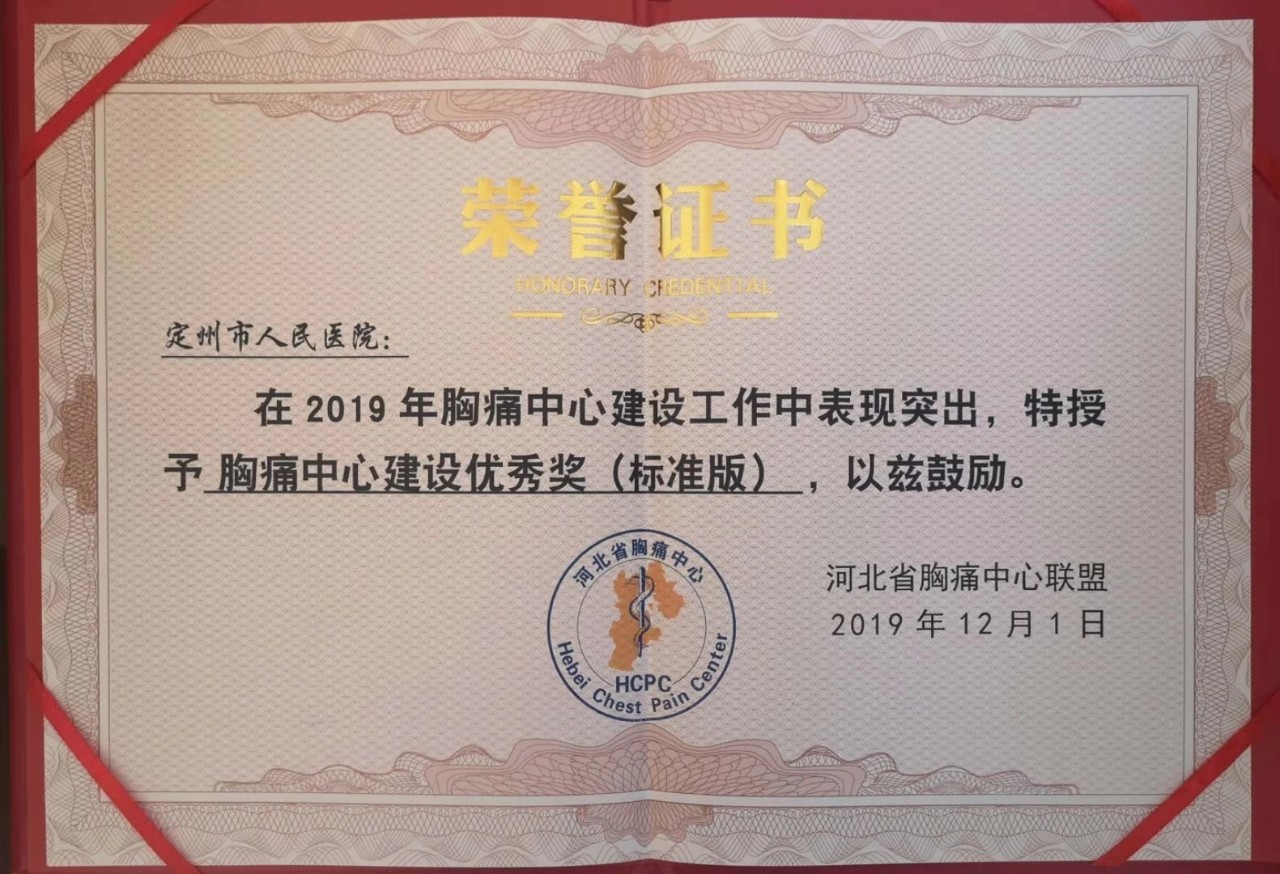 荣誉证书
HONORARY CREDENTIAL
定州市人民医院：
在 2019 年胸痛中心建设工作中表现突出，特授
予 胸痛中心建设优秀奖（标准版） ，以兹鼓励。
河北省胸痛中心
HCPC
Hebei Chest Pain Center
河北省胸痛中心联盟
2019 年 12 月 1 日